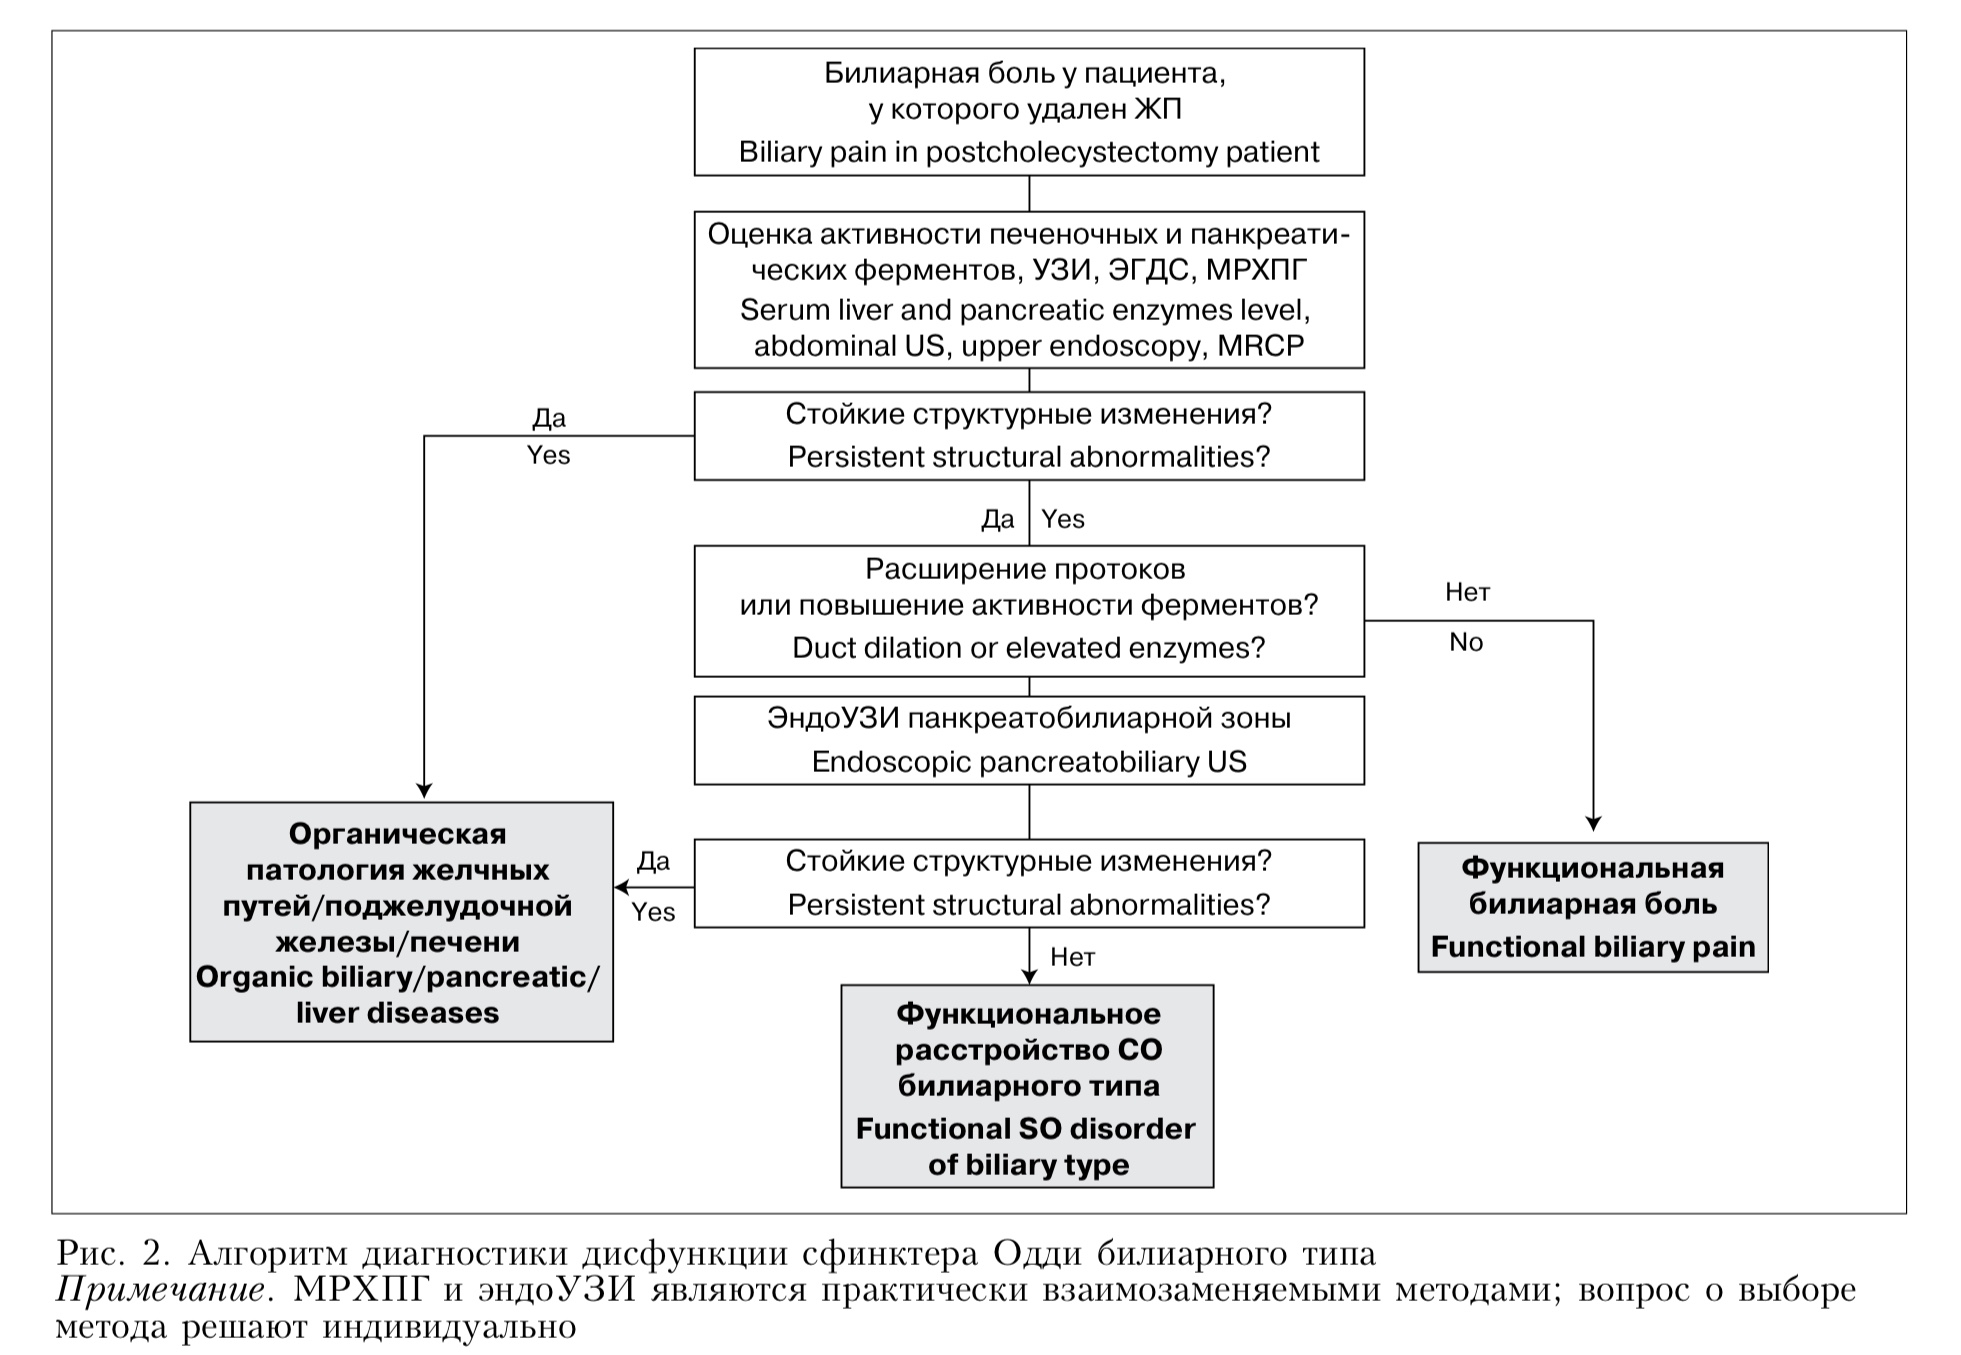 Билиарная боль у пациента,
у которого удален ЖП
Biliary pain in postcholecystectomy patient
Оценка активности печеночных и панкреати-
ческих ферментов, УЗИ, ЭГДС, МРХПГ
Serum liver and pancreatic enzymes level,
abdominal US, upper endoscopy, MRCP
Да
Yes
Стойкие структурные изменения?
Persistent structural abnormalities?
Да Yes
Расширение протоков
или повышение активности ферментов?
Duct dilation or elevated enzymes?
Нет
No
ЭндоУЗИ панкреатобилиарной зоны
Endoscopic pancreatobiliary US
Органическая
патология желчных
путей/поджелудочной
железы/печени
Organic biliary/pancreatic/
liver diseases
Да
Yes
Стойкие структурные изменения?
Persistent structural abnormalities?
Функциональная
билиарная боль
Functional biliary pain
Нет
Функциональное
расстройство СО
билиарного типа
Functional SO disorder
of biliary type
Рис. 2. Алгоритм диагностики дисфункции сфинктера Одди билиарного типа
Примечание. МРХПГ и эндоУЗИ являются практически взаимозаменяемыми методами; вопрос о выборе
метода решают индивидуально